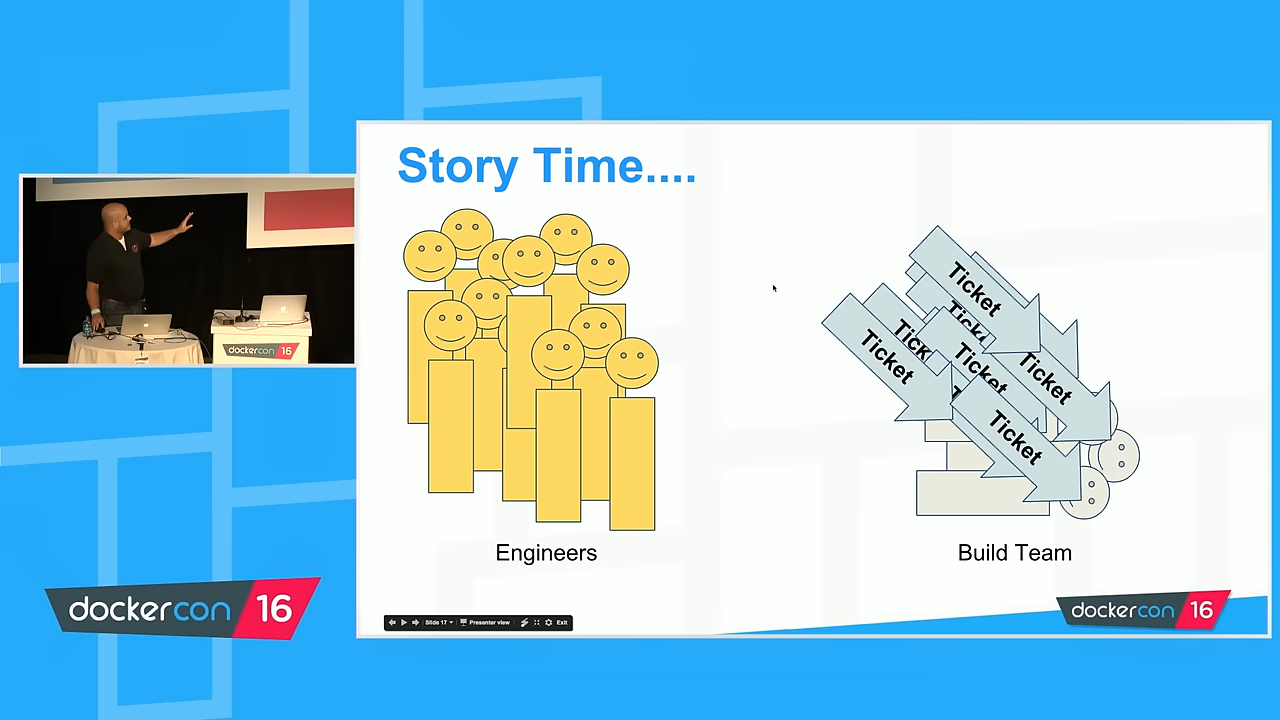 Story Time....
Ticket
Ticket
Ticket
Ticket
Ticket
Ticket
Engineers
Build Team
Slide 17
Presenter view
Exit
dockercon 16
dockercon 16
dockercon 16